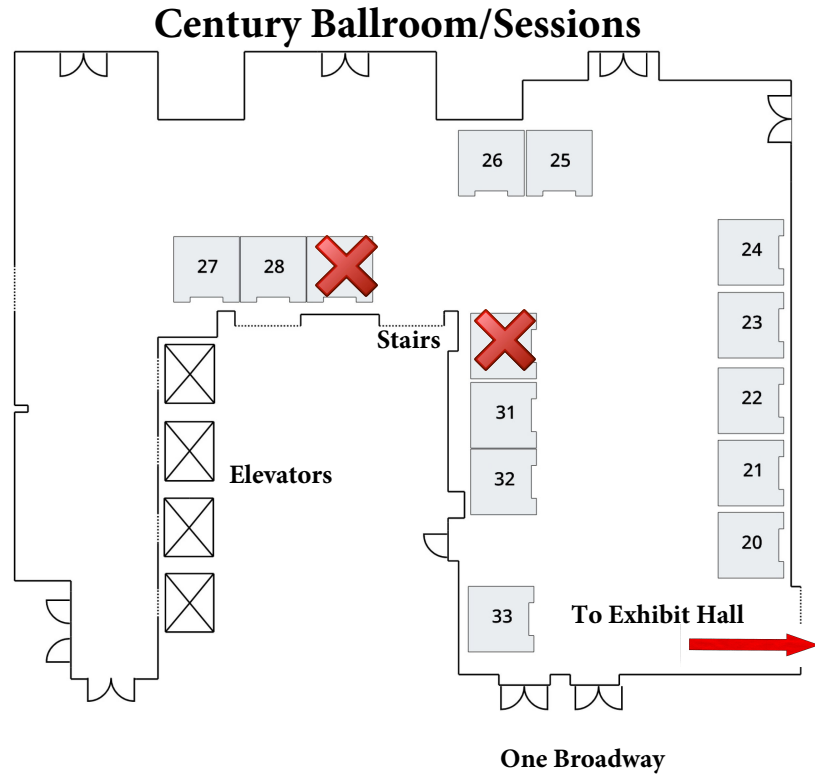 Century Ballroom/Sessions
26
25
24
27
28
23
Stairs
22
31
21
32
Elevators
20
33
To Exhibit Hall
One Broadway